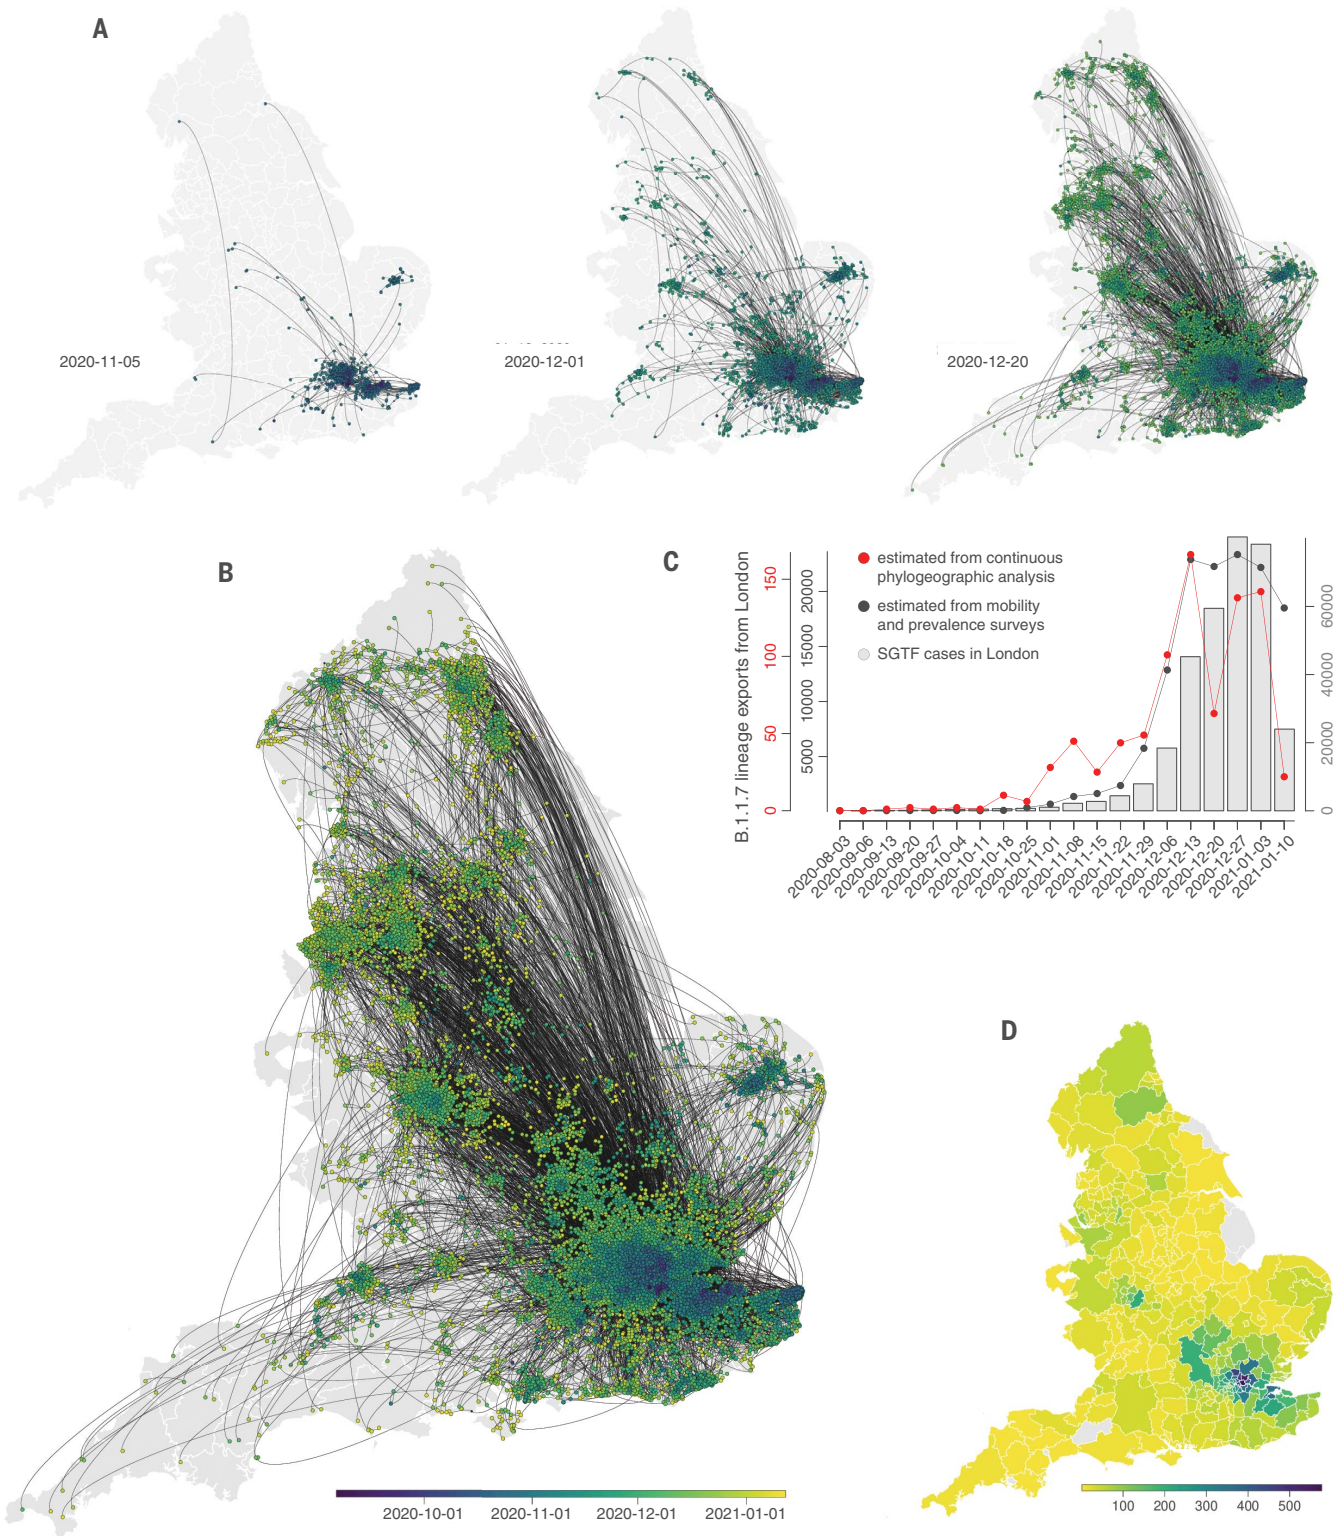 A
2020-11-05
2020-12-01
2020-12-20
B
C
B.1.1.7 lineage exports from London
0
50
100
150
5000
10000
15000
20000
estimated from continuous
phylogeographic analysis
estimated from mobility
and prevalence surveys
SGTF cases in London
0
20000
40000
60000
2020-08-03
2020-09-06
2020-09-13
2020-09-20
2020-09-27
2020-10-04
2020-10-11
2020-10-18
2020-10-25
2020-11-01
2020-11-08
2020-11-15
2020-11-22
2020-11-29
2020-12-06
2020-12-13
2020-12-20
2020-12-27
2021-01-03
2021-01-10
D
2020-10-01 2020-11-01 2020-12-01 2021-01-01
100 200 300 400 500